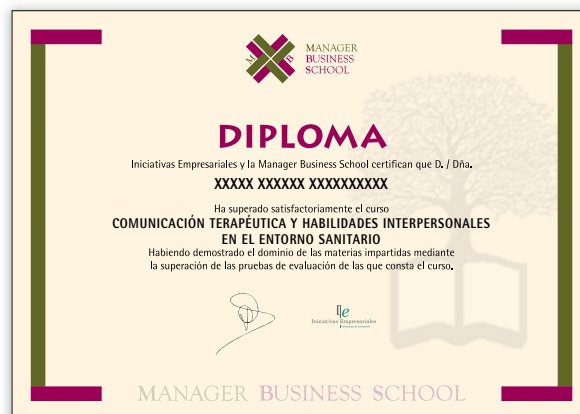 M B
MANAGER
BUSINESS
SCHOOL
DIPLOMA
Iniciativas Empresariales y la Manager Business School certifican que D. / Dña.
XXXXX XXXXXX XXXXXXXXXX
Ha superado satisfactoriamente el curso
COMUNICACIÓN TERAPÉUTICA Y HABILIDADES INTERPERSONALES
EN EL ENTORNO SANITARIO
Habiendo demostrado el dominio de las materias impartidas mediante
la superación de las pruebas de evaluación de las que consta el curso.
Iniciativas Empresariales
MANAGER BUSINESS SCHOOL